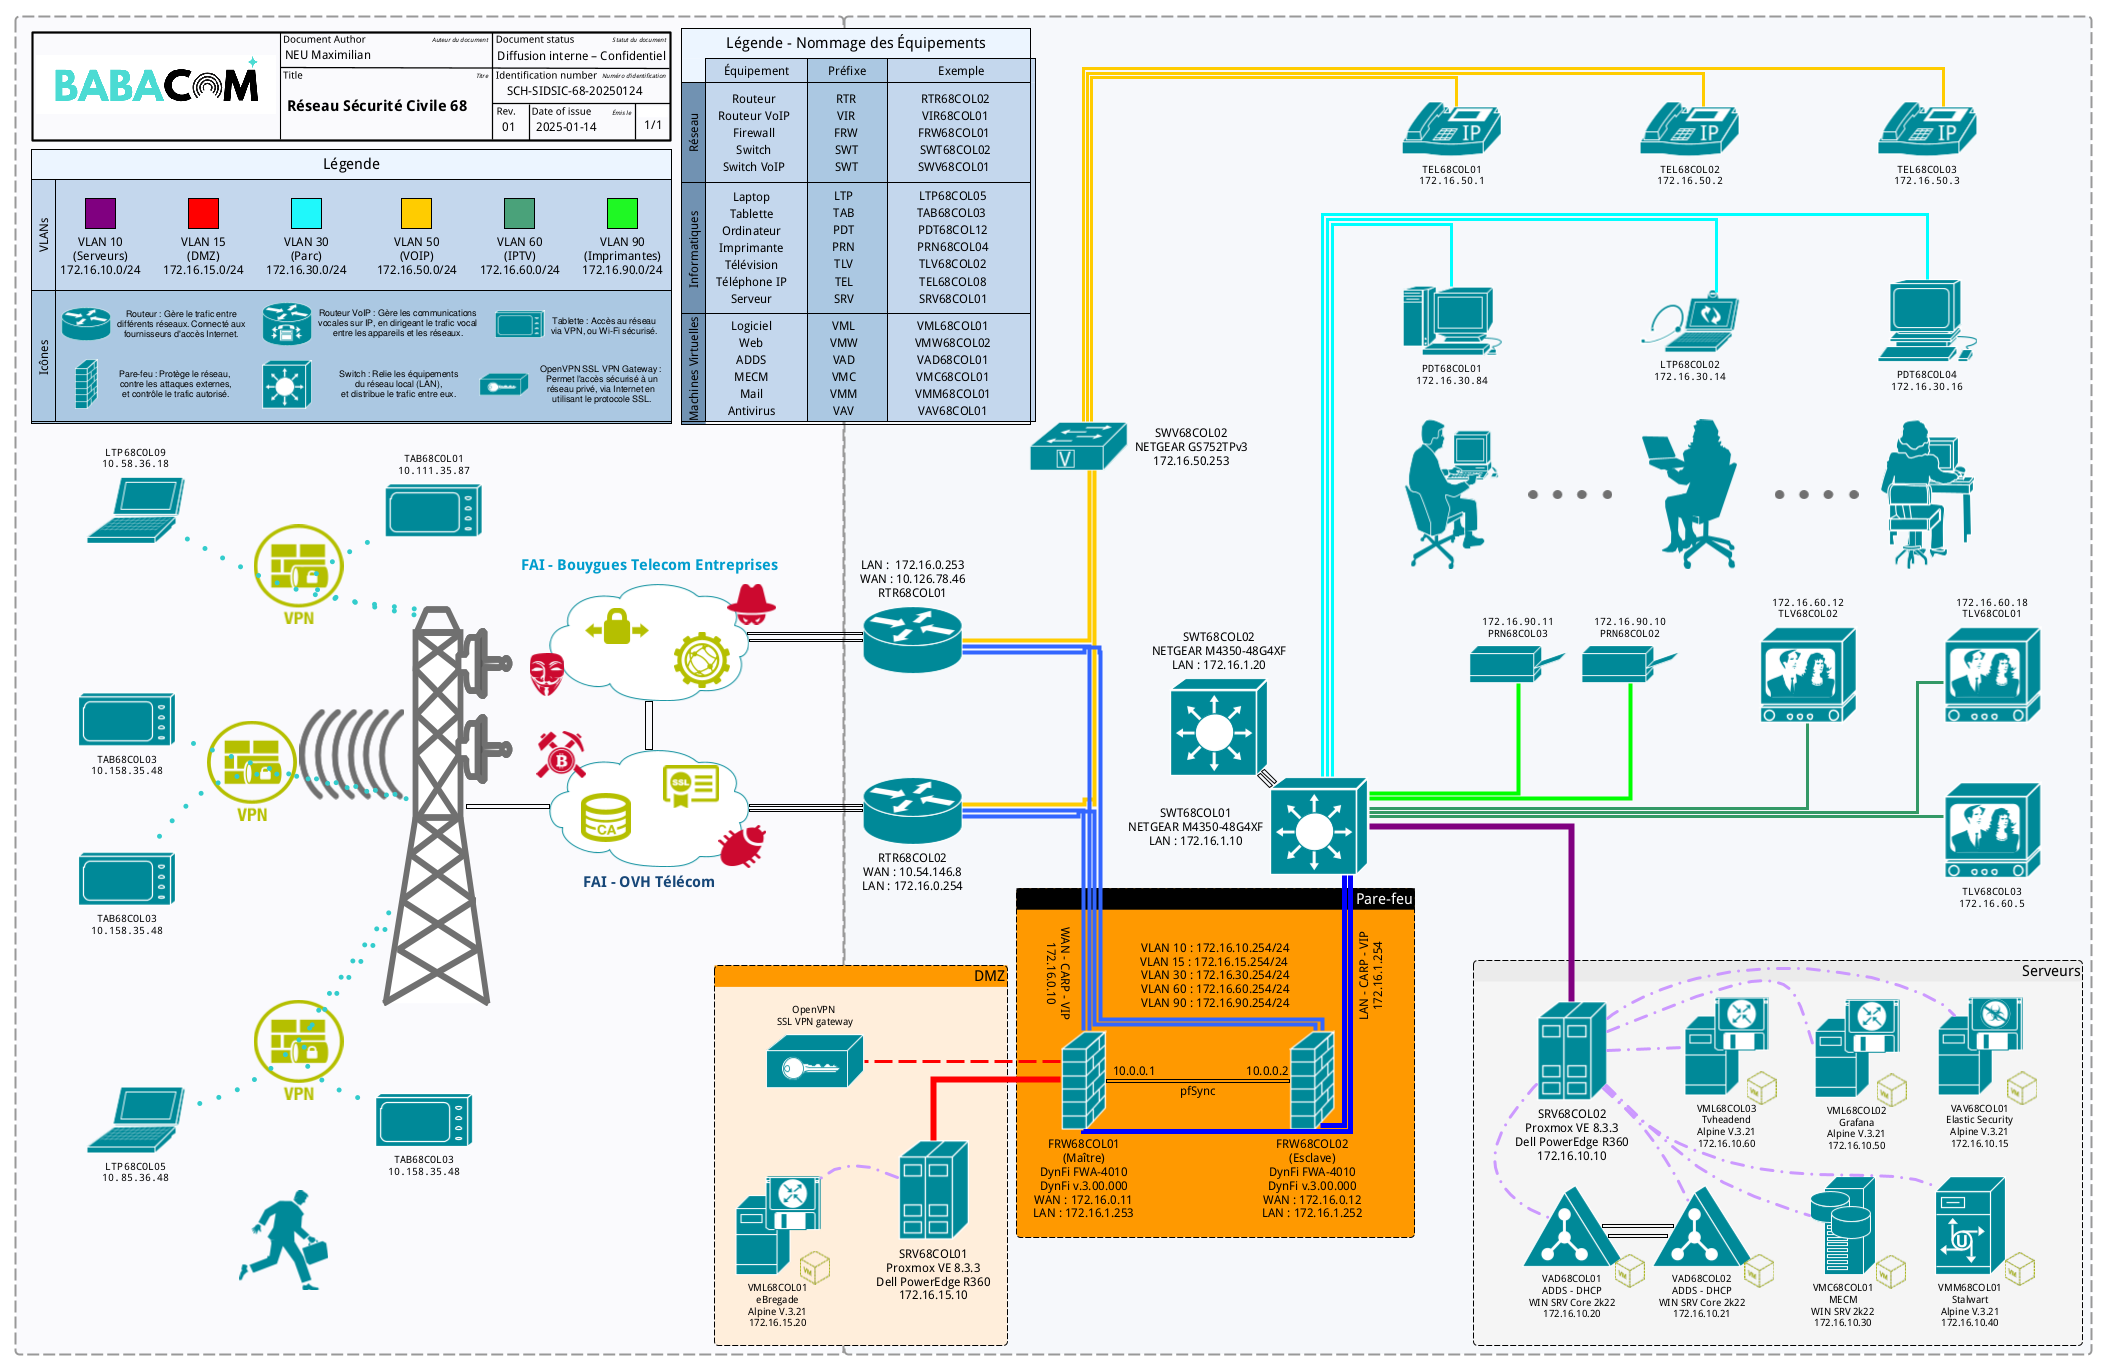 BABACOM
Document Author Auteur du document
NEU Maximilian
Document status Statut du document
Diffusion interne – Confidentiel
Title Titre
Réseau Sécurité Civile 68
Identification number Numéro d'identification
SCH-SIDSIC-68-20250124
Rev.
01
Date of issue Émis le
2025-01-14
1/1
Légende
VLANs
VLAN 10
(Serveurs)
172.16.10.0/24
VLAN 15
(DMZ)
172.16.15.0/24
VLAN 30
(Parc)
172.16.30.0/24
VLAN 50
(VOIP)
172.16.50.0/24
VLAN 60
(IPTV)
172.16.60.0/24
VLAN 90
(Imprimantes)
172.16.90.0/24
Icônes
Routeur : Gère le trafic entre
différents réseaux. Connecté aux
fournisseurs d'accès Internet.
Routeur VoIP : Gère les communications
vocales sur IP, en dirigeant le trafic vocal
entre les appareils et les réseaux.
Tablette : Accès au réseau
via VPN, ou Wi-Fi sécurisé.
Pare-feu : Protège le réseau,
contre les attaques externes,
et contrôle le trafic autorisé.
Switch : Relie les équipements
du réseau local (LAN),
et distribue le trafic entre eux.
OpenVPN SSL VPN Gateway :
Permet l'accès sécurisé à un
réseau privé, via Internet en
utilisant le protocole SSL.
Légende - Nommage des Équipements
Équipement Préfixe Exemple
Réseau
Routeur RTR RTR68COL02
Routeur VoIP VIR VIR68COL01
Firewall FRW FRW68COL01
Switch SWT SWT68COL02
Switch VoIP SWT SWV68COL01
Informatiques
Laptop LTP LTP68COL05
Tablette TAB TAB68COL03
Ordinateur PDT PDT68COL12
Imprimante PRN PRN68COL04
Télévision TLV TLV68COL02
Téléphone IP TEL TEL68COL08
Serveur SRV SRV68COL01
Machines Virtuelles
Logiciel VML VML68COL01
Web VMW VMW68COL02
ADDS VAD VAD68COL01
MECM VMC VMC68COL01
Mail VMM VMM68COL01
Antivirus VAV VAV68COL01
IP
TEL68COL01
172.16.50.1
IP
TEL68COL02
172.16.50.2
IP
TEL68COL03
172.16.50.3
PDT68COL01
172.16.30.84
LTP68COL02
172.16.30.14
PDT68COL04
172.16.30.16
V
SWV68COL02
NETGEAR GS752TPv3
172.16.50.253
LTP68COL09
10.58.36.18
TAB68COL01
10.111.35.87
VPN
TAB68COL03
10.158.35.48
VPN
TAB68COL03
10.158.35.48
VPN
LTP68COL05
10.85.36.48
TAB68COL03
10.158.35.48
FAI - Bouygues Telecom Entreprises
B
SSL
CA
FAI - OVH Télécom
LAN : 172.16.0.253
WAN : 10.126.78.46
RTR68COL01
RTR68COL02
WAN : 10.54.146.8
LAN : 172.16.0.254
SWT68COL02
NETGEAR M4350-48G4XF
LAN : 172.16.1.20
SWT68COL01
NETGEAR M4350-48G4XF
LAN : 172.16.1.10
172.16.90.11
PRN68COL03
172.16.90.10
PRN68COL02
172.16.60.12
TLV68COL02
172.16.60.18
TLV68COL01
TLV68COL03
172.16.60.5
Pare-feu
WAN - CARP - VIP
172.16.0.10
VLAN 10 : 172.16.10.254/24
VLAN 15 : 172.16.15.254/24
VLAN 30 : 172.16.30.254/24
VLAN 60 : 172.16.60.254/24
VLAN 90 : 172.16.90.254/24
LAN - CARP - VIP
172.16.1.254
10.0.0.1
10.0.0.2
pfSync
FRW68COL01
(Maître)
DynFi FWA-4010
DynFi v.3.00.000
WAN : 172.16.0.11
LAN : 172.16.1.253
FRW68COL02
(Esclave)
DynFi FWA-4010
DynFi v.3.00.000
WAN : 172.16.0.12
LAN : 172.16.1.252
DMZ
OpenVPN
SSL VPN gateway
VM
VML68COL01
eBregade
Alpine V.3.21
172.16.15.20
SRV68COL01
Proxmox VE 8.3.3
Dell PowerEdge R360
172.16.15.10
Serveurs
SRV68COL02
Proxmox VE 8.3.3
Dell PowerEdge R360
172.16.10.10
VM
VML68COL03
Tvheadend
Alpine V.3.21
172.16.10.60
VM
VML68COL02
Grafana
Alpine V.3.21
172.16.10.50
VM
VAV68COL01
Elastic Security
Alpine V.3.21
172.16.10.15
VM
VAD68COL01
ADDS - DHCP
WIN SRV Core 2k22
172.16.10.20
VM
VAD68COL02
ADDS - DHCP
WIN SRV Core 2k22
172.16.10.21
VM
VMC68COL01
MECM
WIN SRV 2k22
172.16.10.30
U
VM
VMM68COL01
Stalwart
Alpine V.3.21
172.16.10.40